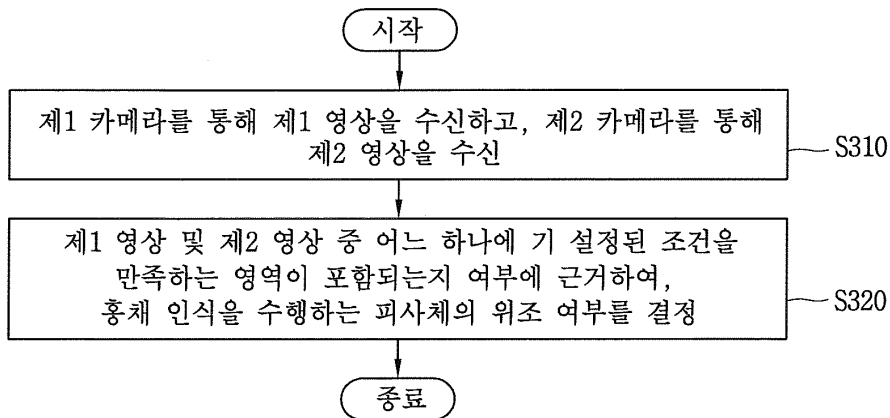 시작
제1 카메라를 통해 제1 영상을 수신하고, 제2 카메라를 통해
제2 영상을 수신
S310
제1 영상 및 제2 영상 중 어느 하나에 기 설정된 조건을
만족하는 영역이 포함되는지 여부에 근거하여,
홍채 인식을 수행하는 피사체의 위조 여부를 결정
S320
종료